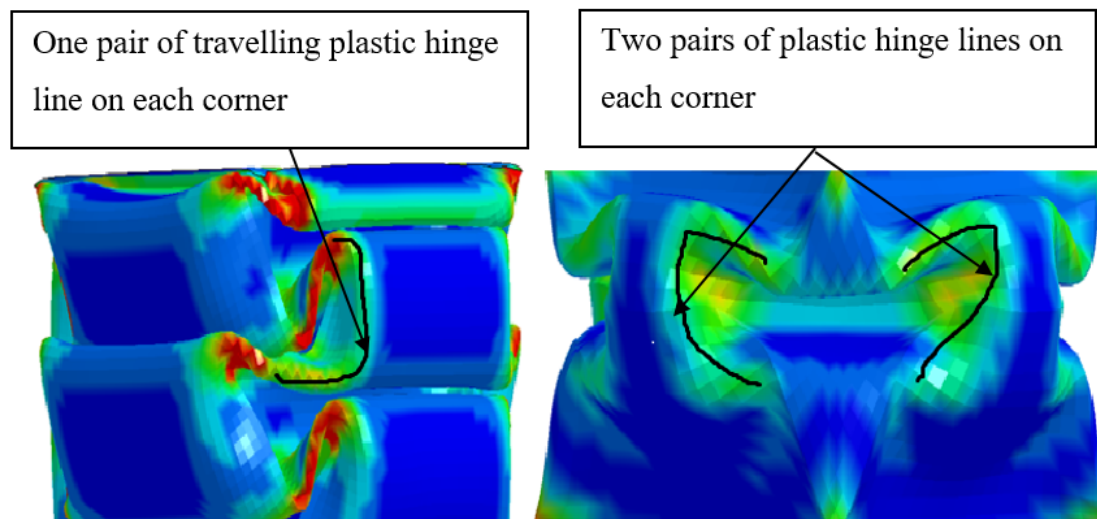 One pair of travelling plastic hinge
line on each corner
Two pairs of plastic hinge lines on
each corner